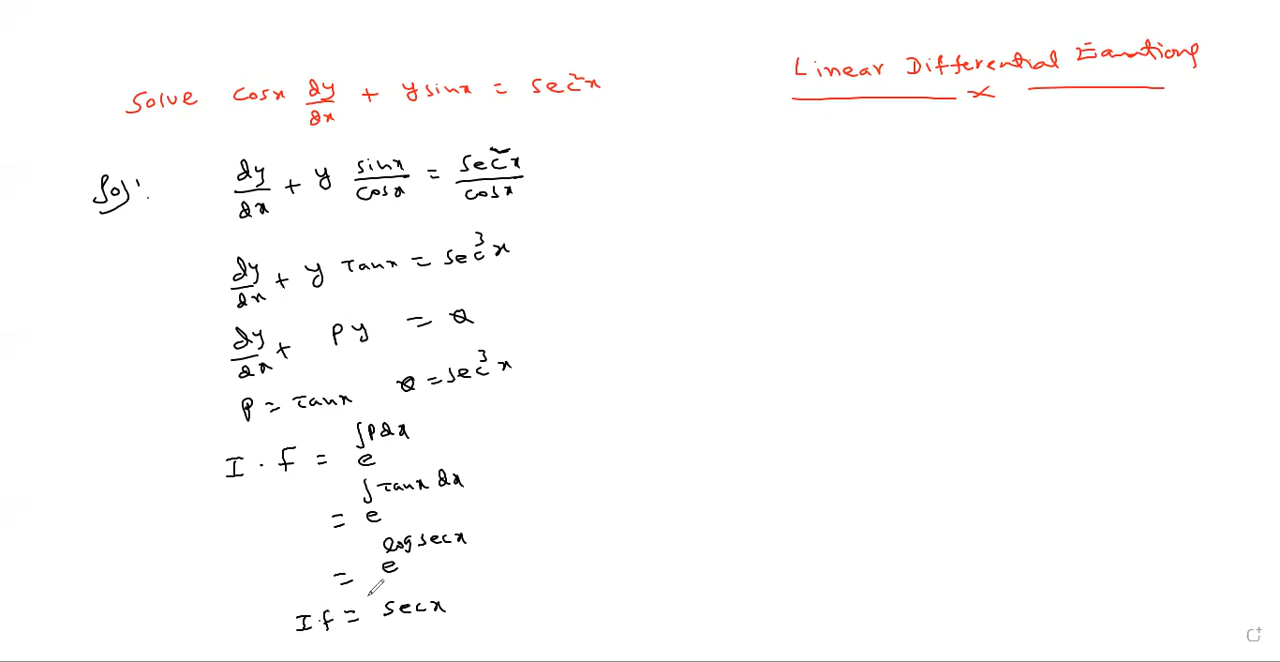 Linear Differential Equations
Solve cosx dy/dx + y sinx = sec²x
Sol:
dy/dx + y sinx/cosx = sec²x/cosx
dy/dx + y Tanx = sec³x
dy/dx + Py = Q
P = Tanx Q = sec³x
I.f = e^∫Pdx
= e^∫Tanx dx
= e^log secx
I.f = secx